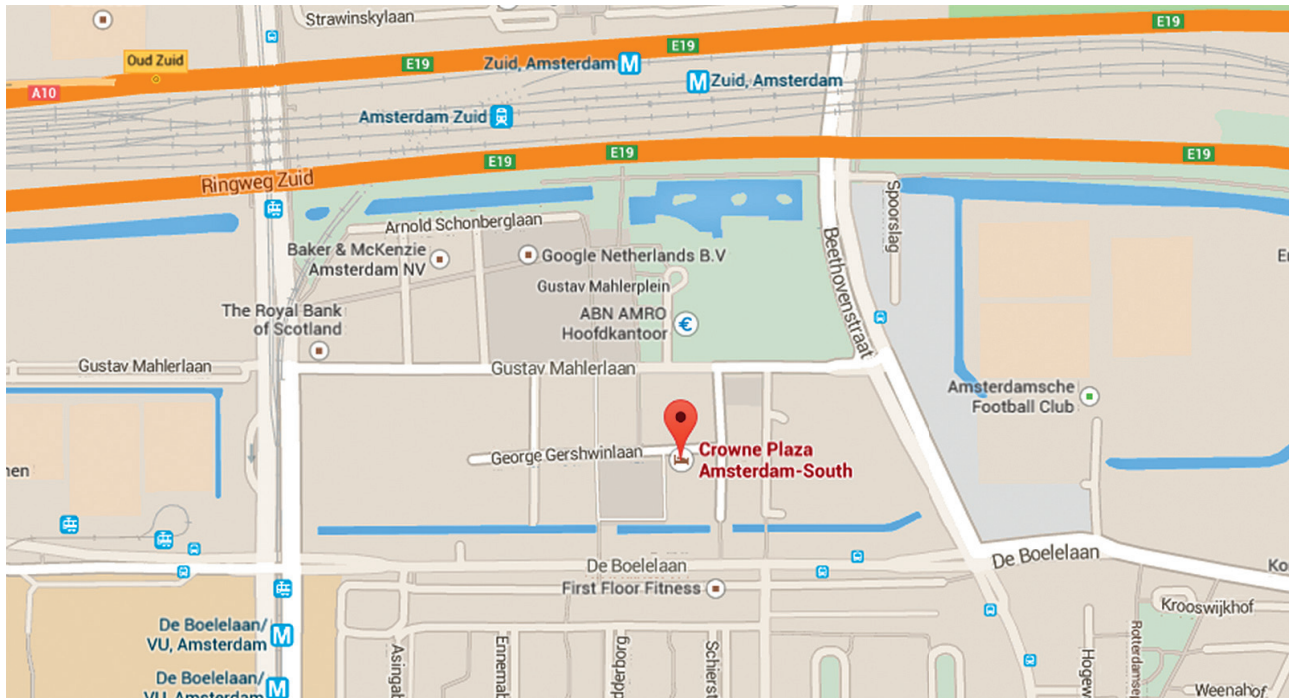 Strawinskylaan
E19
Oud Zuid
E19
Zuid, Amsterdam
M
E19
M
Zuid, Amsterdam
A10
Amsterdam Zuid
E19
E19
E19
Ringweg Zuid
Spoorslag
Arnold Schonberglaan
Beethovenstraat
Baker & McKenzie
Amsterdam NV
Google Netherlands B.V
Gustav Mahlerplein
The Royal Bank
of Scotland
ABN AMRO
Hoofdkantoor
€
Gustav Mahlerlaan
Gustav Mahlerlaan
Amsterdamsche
Football Club
George Gershwinlaan
Crowne Plaza
Amsterdam-South
De Boelelaan
De Boelelaan
First Floor Fitness
Krooswijkhof
De Boelelaan/
VU, Amsterdam
M
De Boelelaan/
VU, Amsterdam
M
Weenahof